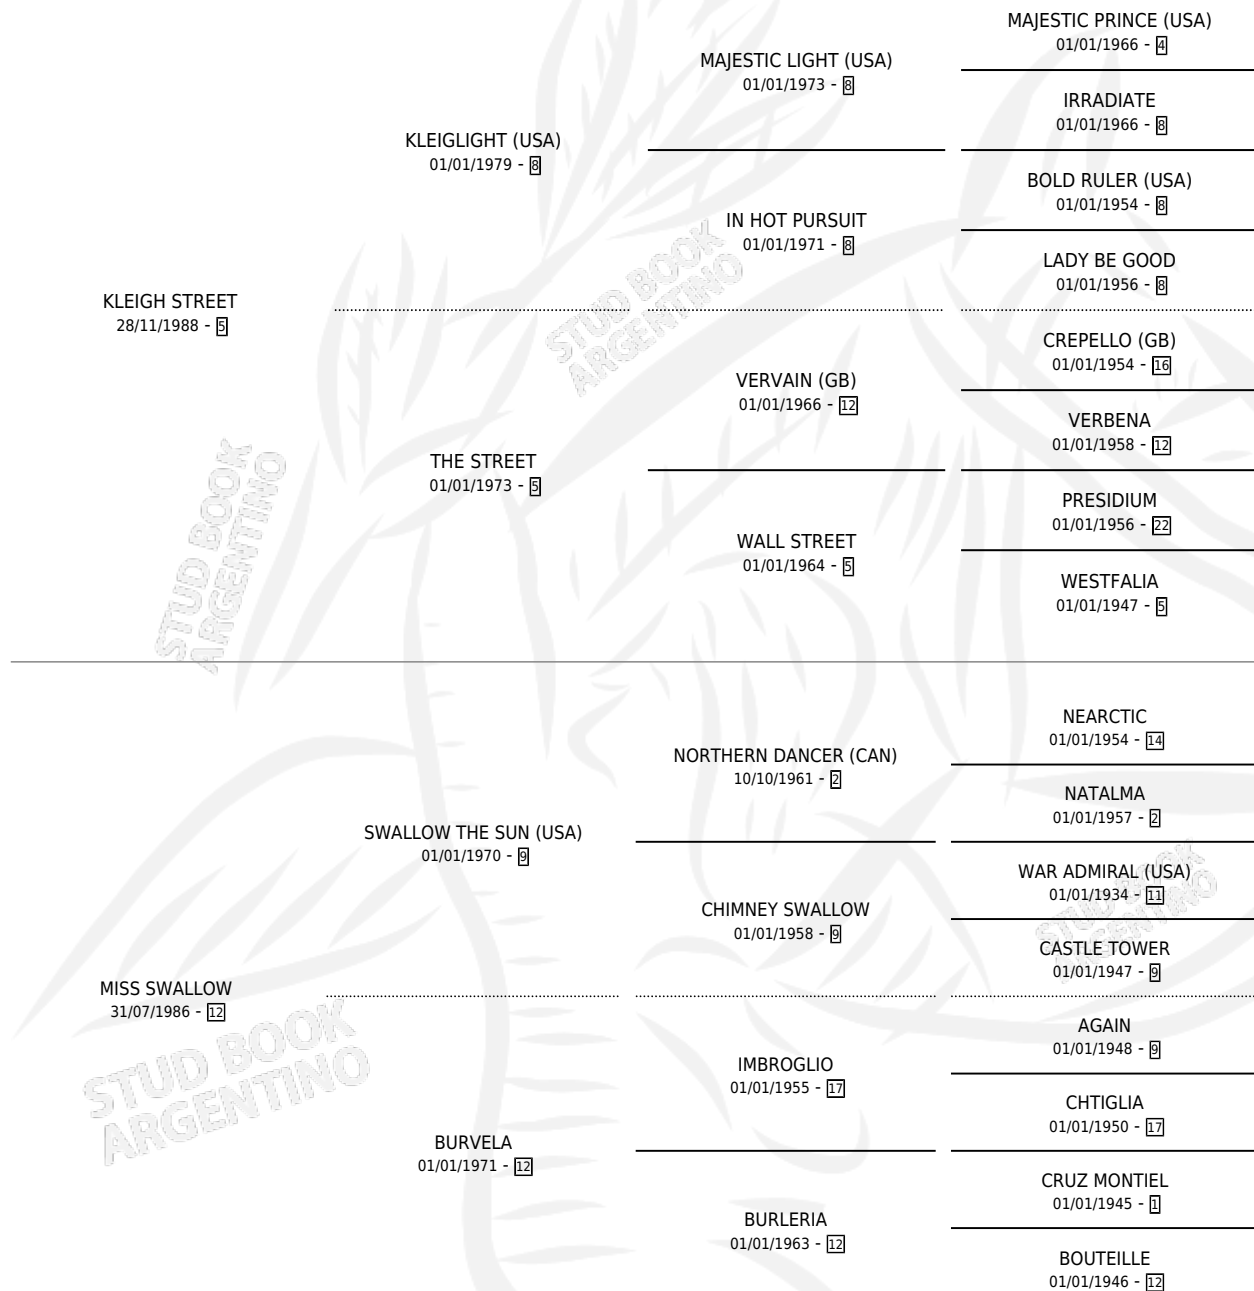 MAJESTIC PRINCE (USA)
01/01/1966 - 4
MAJESTIC LIGHT (USA)
01/01/1973 - 8
IRRADIATE
01/01/1966 - 8
KLEIGLIGHT (USA)
01/01/1979 - 8
BOLD RULER (USA)
01/01/1954 - 8
IN HOT PURSUIT
01/01/1971 - 8
LADY BE GOOD
01/01/1956 - 8
KLEIGH STREET
28/11/1988 - 5
STUD BOOK
ARGENTINO
CREPELLO (GB)
01/01/1954 - 16
VERVAIN (GB)
01/01/1966 - 12
VERBENA
01/01/1958 - 12
THE STREET
01/01/1973 - 5
PRESIDIUM
01/01/1956 - 22
WALL STREET
01/01/1964 - 5
WESTFALIA
01/01/1947 - 5
STUD BOOK
ARGENTINO
NEARCTIC
01/01/1954 - 14
NORTHERN DANCER (CAN)
10/10/1961 - 2
NATALMA
01/01/1957 - 2
SWALLOW THE SUN (USA)
01/01/1970 - 9
WAR ADMIRAL (USA)
01/01/1934 - 11
STUD BOOK
ARGENTINO
CHIMNEY SWALLOW
01/01/1958 - 9
CASTLE TOWER
01/01/1947 - 9
MISS SWALLOW
31/07/1986 - 12
STUD BOOK
ARGENTINO
AGAIN
01/01/1948 - 9
IMBROGLIO
01/01/1955 - 17
CHTIGLIA
01/01/1950 - 17
BURVELA
01/01/1971 - 12
CRUZ MONTIEL
01/01/1945 - 1
BURLERIA
01/01/1963 - 12
BOUTEILLE
01/01/1946 - 12